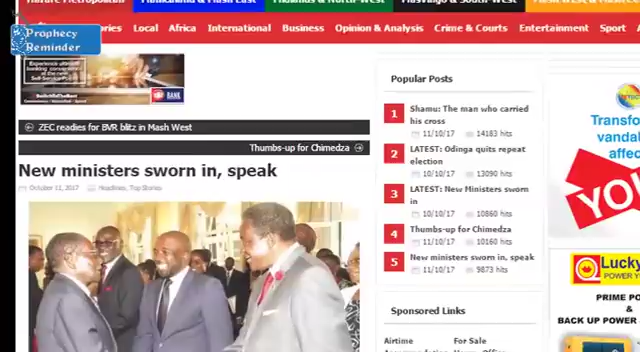 Harare Metropolitan
Manicaland & Mash East
Midlands & North-West
Masvingo & South-West
Prophecy
Reminder
Local
Africa
International
Business
Opinion & Analysis
Crime & Courts
Entertainment
Sport
BANK
ZEC readies for BVR blitz in Mash West
Thumbs-up for Chimedza
New ministers sworn in, speak
October 11, 2017
Headlines, Top Stories
Popular Posts
1
Shamu: The man who carried
his cross
11/10/17
14183 hits
2
LATEST: Odinga quits repeat
election
10/10/17
13090 hits
3
LATEST: New Ministers sworn
in
10/10/17
10860 hits
4
Thumbs-up for Chimedza
11/10/17
10160 hits
5
New ministers sworn in, speak
11/10/17
9873 hits
Sponsored Links
Airtime
For Sale
Transfo
vandal
affec
YOU
Lucky
PRIME PO
BACK UP POWER